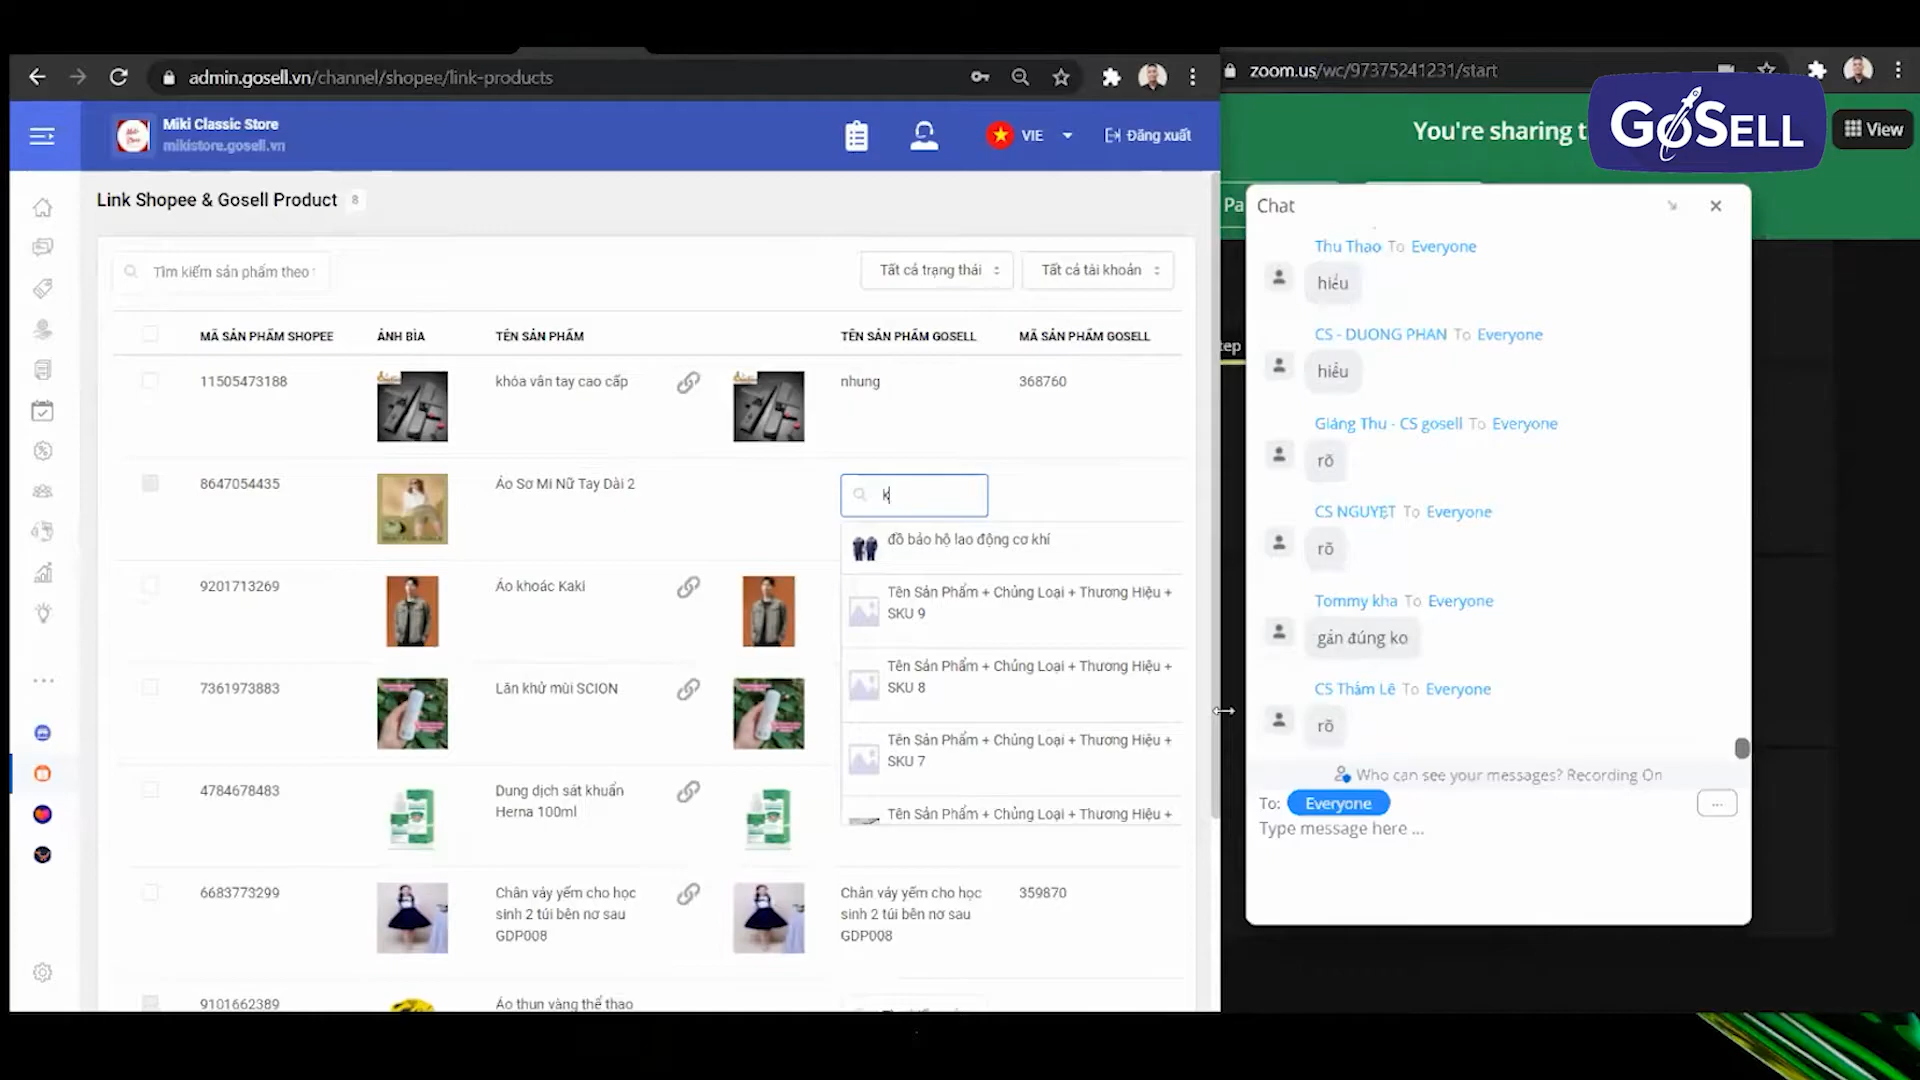 admin.gosell.vn/channel/shopee/link-products
zoom.us/wc/97375241231/start
Miki Classic Store
mikistore.gosell.vn
VIE
Đăng xuất
You're sharing t
GoSELL
View
Link Shopee & Gosell Product 8
Tìm kiếm sản phẩm theo
Tất cả trạng thái
Tất cả tài khoản
MÃ SẢN PHẨM SHOPEE ẢNH BÌA TÊN SẢN PHẨM TÊN SẢN PHẨM GOSELL MÃ SẢN PHẨM GOSELL
11505473188 khóa vân tay cao cấp nhung 368760
8647054435 Áo Sơ Mi Nữ Tay Dài 2 k
đồ bảo hộ lao động cơ khí
9201713269 Áo khoác Kaki
Tên Sản Phẩm + Chủng Loại + Thương Hiệu +
SKU 9
Tên Sản Phẩm + Chủng Loại + Thương Hiệu +
SKU 8
7361973883 Lăn khử mùi SCION
Tên Sản Phẩm + Chủng Loại + Thương Hiệu +
SKU 7
4784678483 Dung dịch sát khuẩn
Herna 100ml
Tên Sản Phẩm + Chủng Loại + Thương Hiệu +
6683773299 Chân váy yếm cho học Chân váy yếm cho học 359870
sinh 2 túi bên nơ sau sinh 2 túi bên nơ sau
GDP008 GDP008
9101662389 Áo thun vàng thể thao
Pa
tep
Chat
Thu Thao To Everyone
hiểu
CS - DUONG PHAN To Everyone
hiểu
Giáng Thu - CS gosell To Everyone
rõ
CS NGUYỆT To Everyone
rõ
Tommy kha To Everyone
gần đúng ko
CS Thắm Lê To Everyone
rõ
Who can see your messages? Recording On
To: Everyone
...
Type message here ...